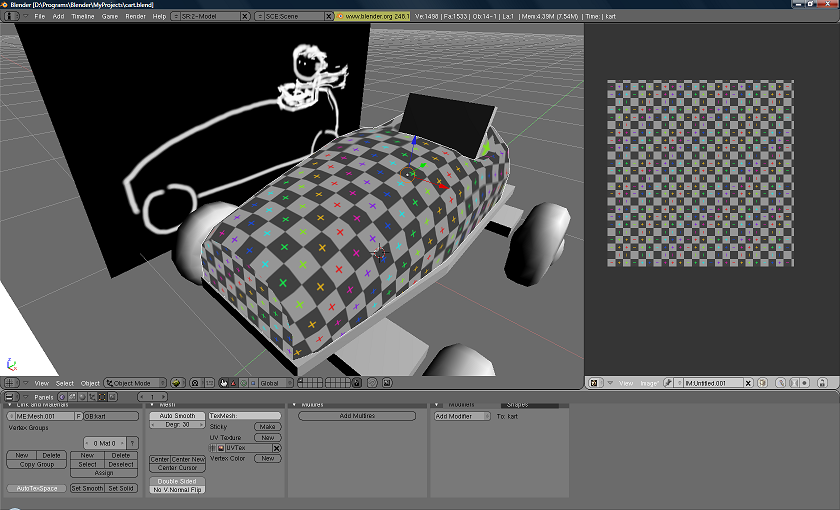 Blender [D:\Programs\Blender\MyProjects\cart.blend]
File Add Timeline Game Render Help SR:2-Model SCE:Scene www.blender.org 246.1 Ve:1498 | Fa:1533 | Ob:14-1 | La:1 | Mem:4.39M (7.54M) | Time: | kart
View Select Object Object Mode Global View Image* IM:Untitled.001
Panels 1
Link and Materials Mesh Multires Modifiers Shapes
ME:Mesh.001 F OB:kart
Vertex Groups
0 Mat 0 ?
New Delete New Delete
Copy Group Select Deselect
Assign
AutoTexSpace Set Smooth Set Solid
Auto Smooth
Degr: 30
Center Center New
Center Cursor
Double Sided
No V.Normal Flip
TexMesh:
Sticky Make
UV Texture New
UVTex
Vertex Color New
Add Multires
Add Modifier To: kart